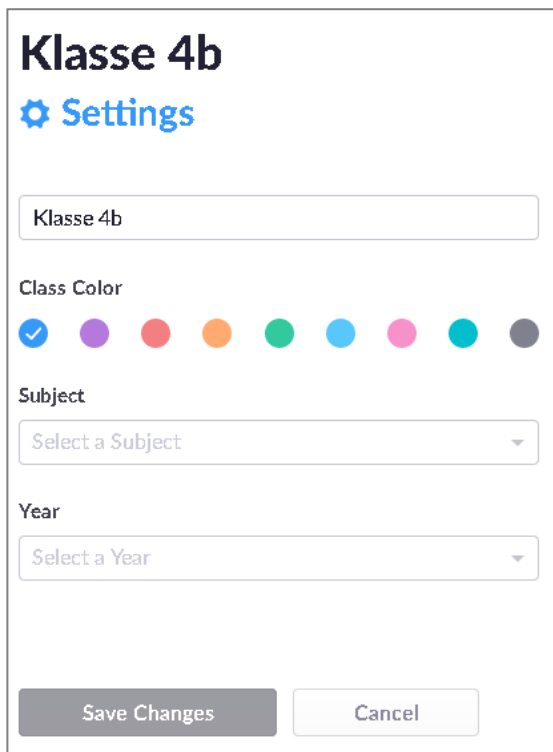 Klasse 4b
Settings
Klasse 4b
Class Color
Subject
Select a Subject
Year
Select a Year
Save Changes Cancel